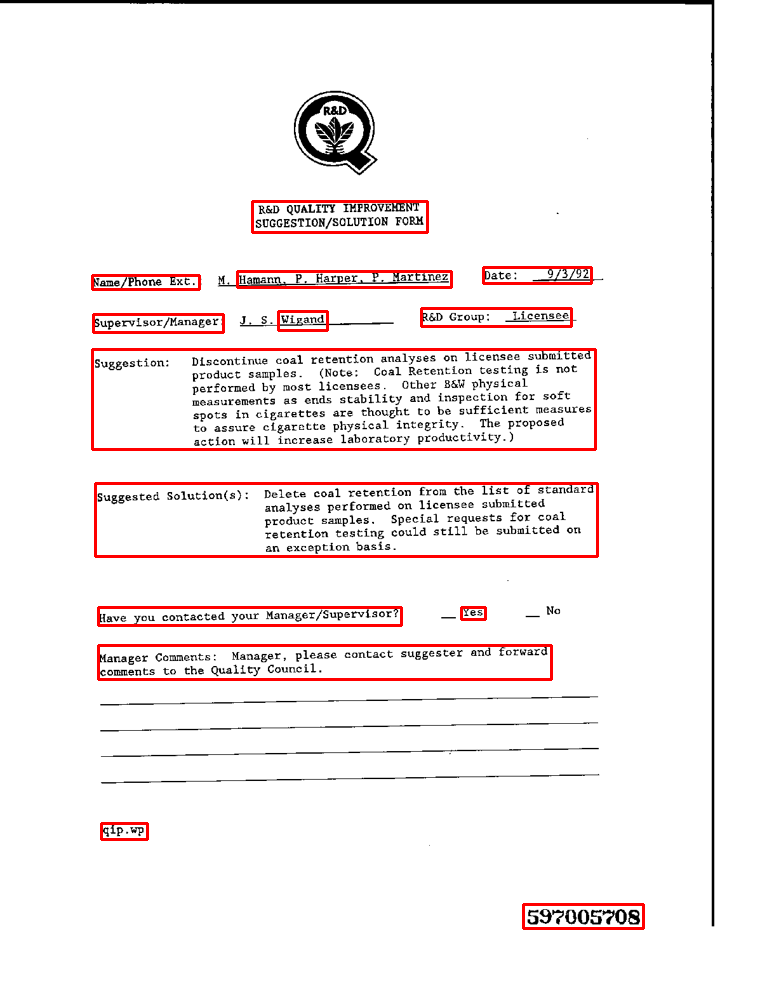 R&D
R&D QUALITY IMPROVEMENT
SUGGESTION/SOLUTION FORM
Name/Phone Ext. M. Hamann, P. Harper, P. Martinez Date: 9/3/92
Supervisor/Manager: J. S. Wigand R&D Group: Licensee
Suggestion: Discontinue coal retention analyses on licensee submitted
product samples. (Note: Coal Retention testing is not
performed by most licensees. Other B&W physical
measurements as ends stability and inspection for soft
spots in cigarettes are thought to be sufficient measures
to assure cigarette physical integrity. The proposed
action will increase laboratory productivity.)
Suggested Solution(s): Delete coal retention from the list of standard
analyses performed on licensee submitted
product samples. Special requests for coal
retention testing could still be submitted on
an exception basis.
Have you contacted your Manager/Supervisor? __ Yes __ No
Manager Comments: Manager, please contact suggester and forward
comments to the Quality Council.
qip.wp
597005708